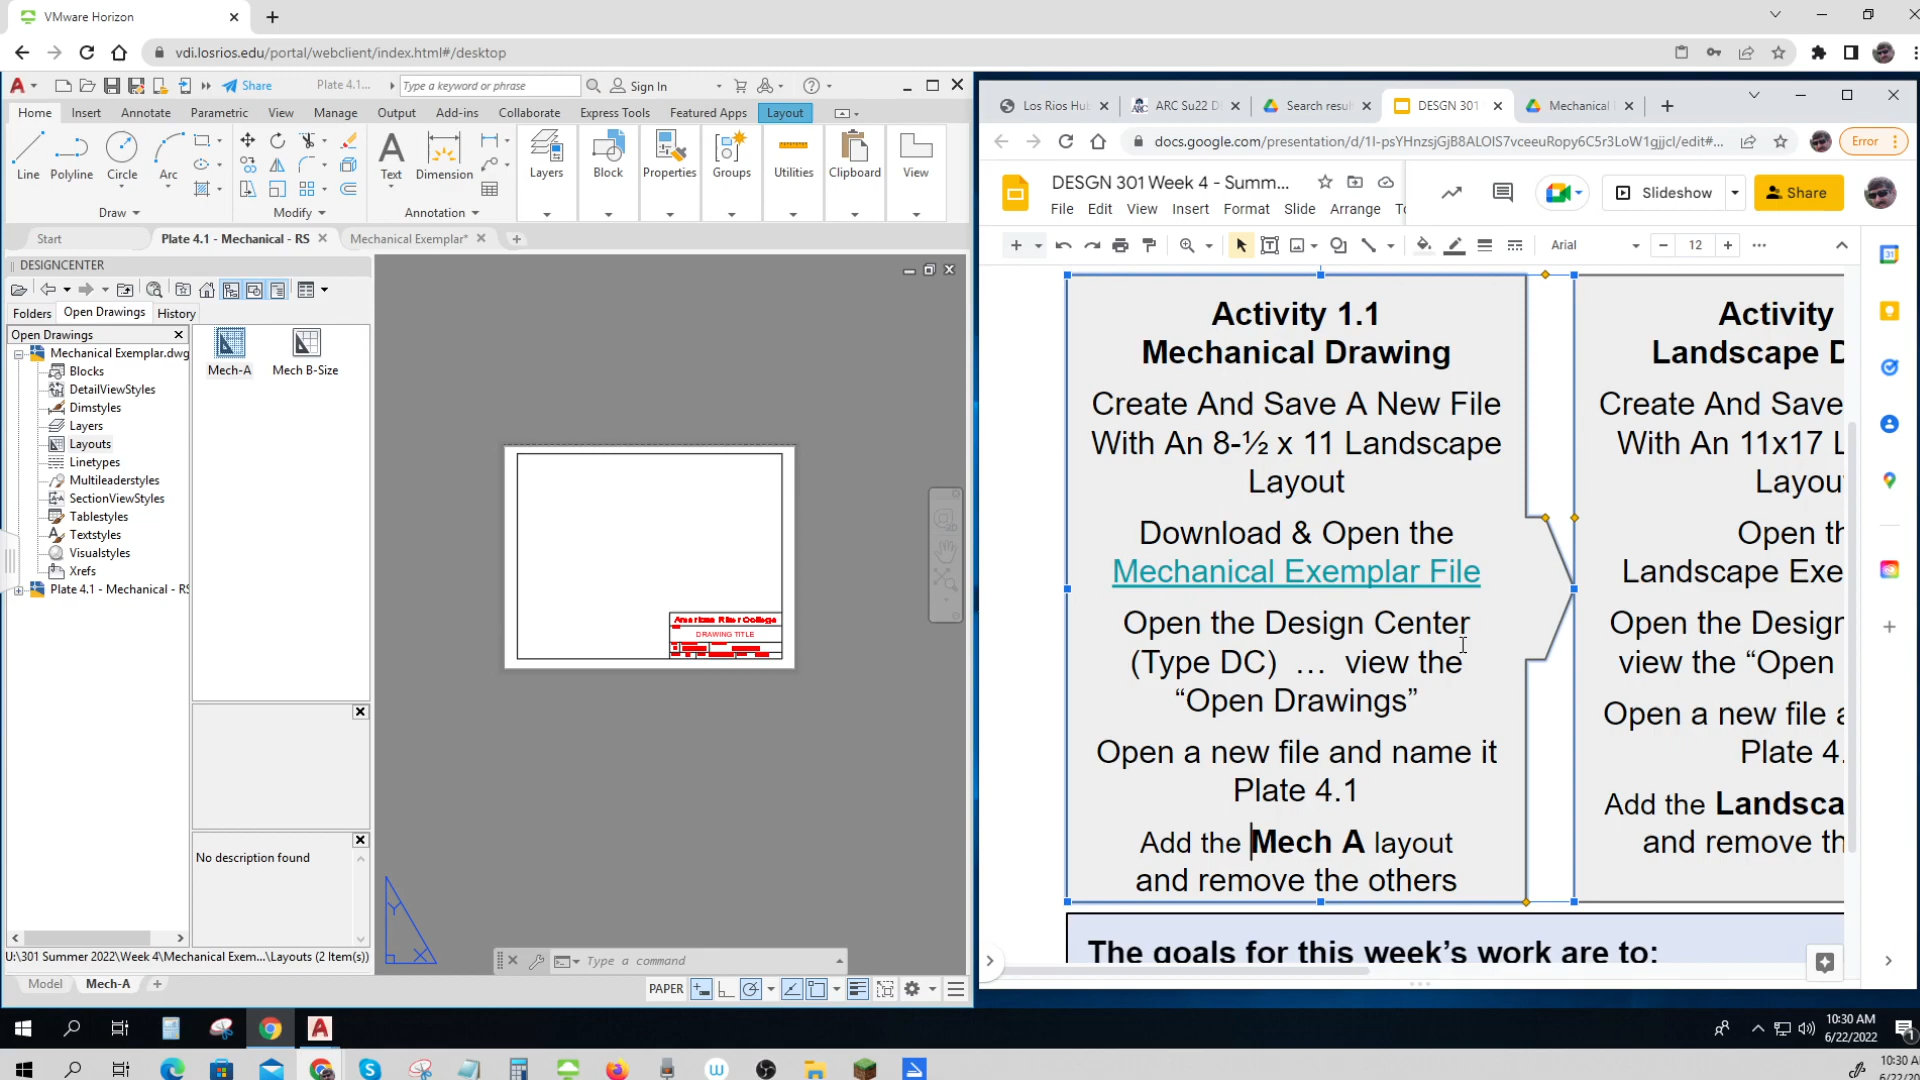 VMware Horizon
vdi.losrios.edu/portal/webclient/index.html#/desktop
Share
Plate 4.1...
Type a keyword or phrase
Sign In
Home
Insert
Annotate
Parametric
View
Manage
Output
Add-ins
Collaborate
Express Tools
Featured Apps
Layout
Line
Polyline
Circle
Arc
Text
Dimension
Layers
Block
Properties
Groups
Utilities
Clipboard
View
Draw
Modify
Annotation
Start
Plate 4.1 - Mechanical - RS
Mechanical Exemplar*
DESIGNCENTER
Folders
Open Drawings
History
Open Drawings
Mechanical Exemplar.dwg
Blocks
DetailViewStyles
Dimstyles
Layers
Layouts
Linetypes
Multileaderstyles
SectionViewStyles
Tablestyles
Textstyles
Visualstyles
Xrefs
Plate 4.1 - Mechanical - RS
Mech-A
Mech B-Size
No description found
U:\301 Summer 2022\Week 4\Mechanical Exem...\Layouts (2 Item(s))
American River College
DRAWING TITLE
Y
X
Type a command
Model
Mech-A
PAPER
Los Rios Hu
ARC Su22 D
Search resul
DESGN 301
Mechanical
docs.google.com/presentation/d/1I-psYHnzsjGjB8ALOIS7vceeuRopy6C5r3LoW1gjjcl/edit#...
Error
DESGN 301 Week 4 - Summ...
File
Edit
View
Insert
Format
Slide
Arrange
Slideshow
Share
Arial
12
Activity 1.1
Mechanical Drawing
Create And Save A New File
With An 8-½ x 11 Landscape
Layout
Download & Open the
Mechanical Exemplar File
Open the Design Center
(Type DC) … view the
“Open Drawings”
Open a new file and name it
Plate 4.1
Add the Mech A layout
and remove the others
Activity
Landscape D
Create And Save
With An 11x17 L
Layou
Open th
Landscape Exe
Open the Design
view the “Open
Open a new file a
Plate 4.
Add the Landsca
and remove th
The goals for this week’s work are to:
10:30 AM
6/22/2022
1
10:30 A
6/22/202